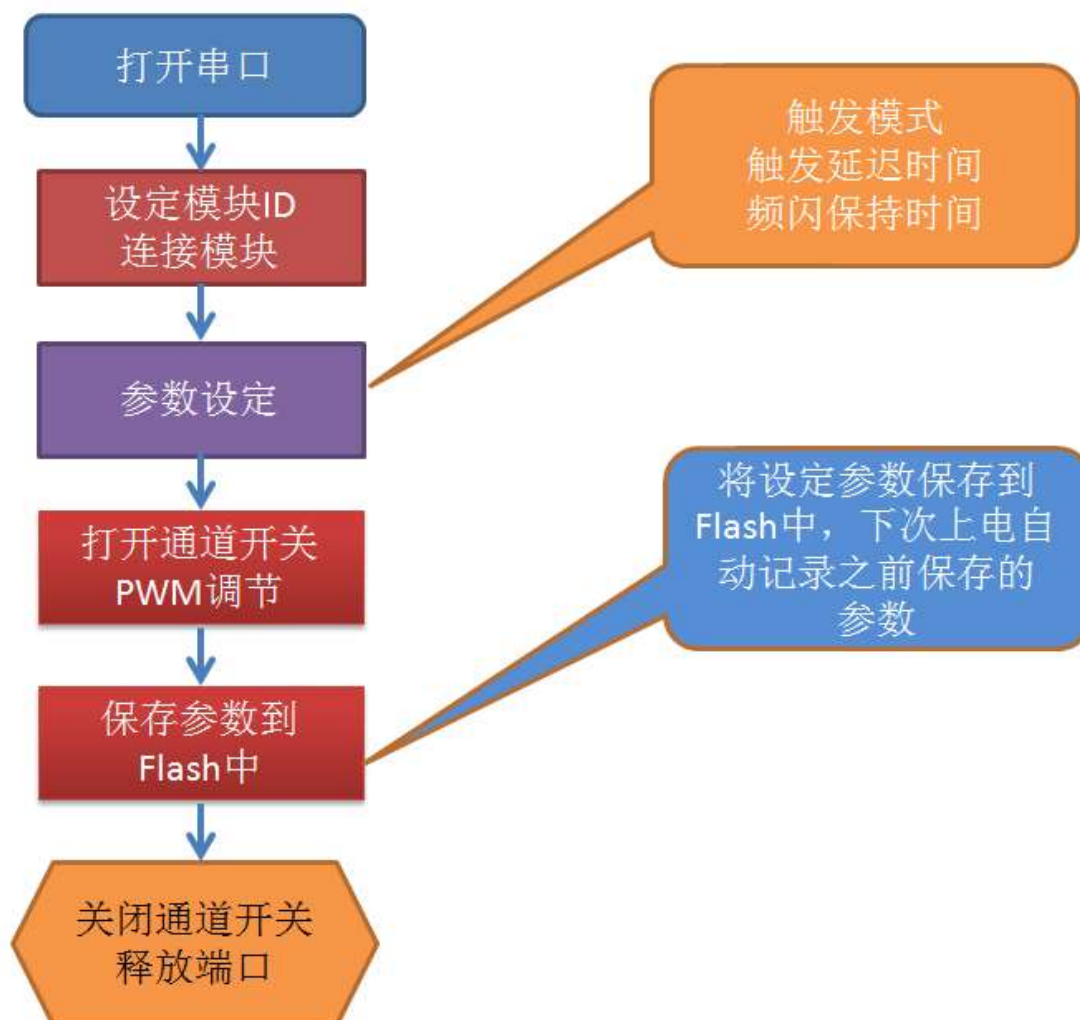 打开串口
设定模块ID
连接模块
参数设定
打开通道开关
PWM调节
保存参数到
Flash中
关闭通道开关
释放端口
触发模式
触发延迟时间
频闪保持时间
将设定参数保存到
Flash中，下次上电自
动记录之前保存的
参数